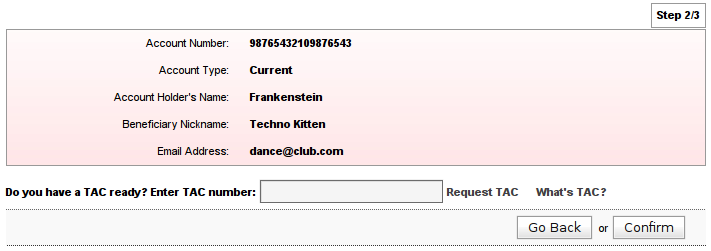 Step 2/3
Account Number: 98765432109876543
Account Type: Current
Account Holder's Name: Frankenstein
Beneficiary Nickname: Techno Kitten
Email Address: dance@club.com
Do you have a TAC ready? Enter TAC number: Request TAC What's TAC?
Go Back or Confirm